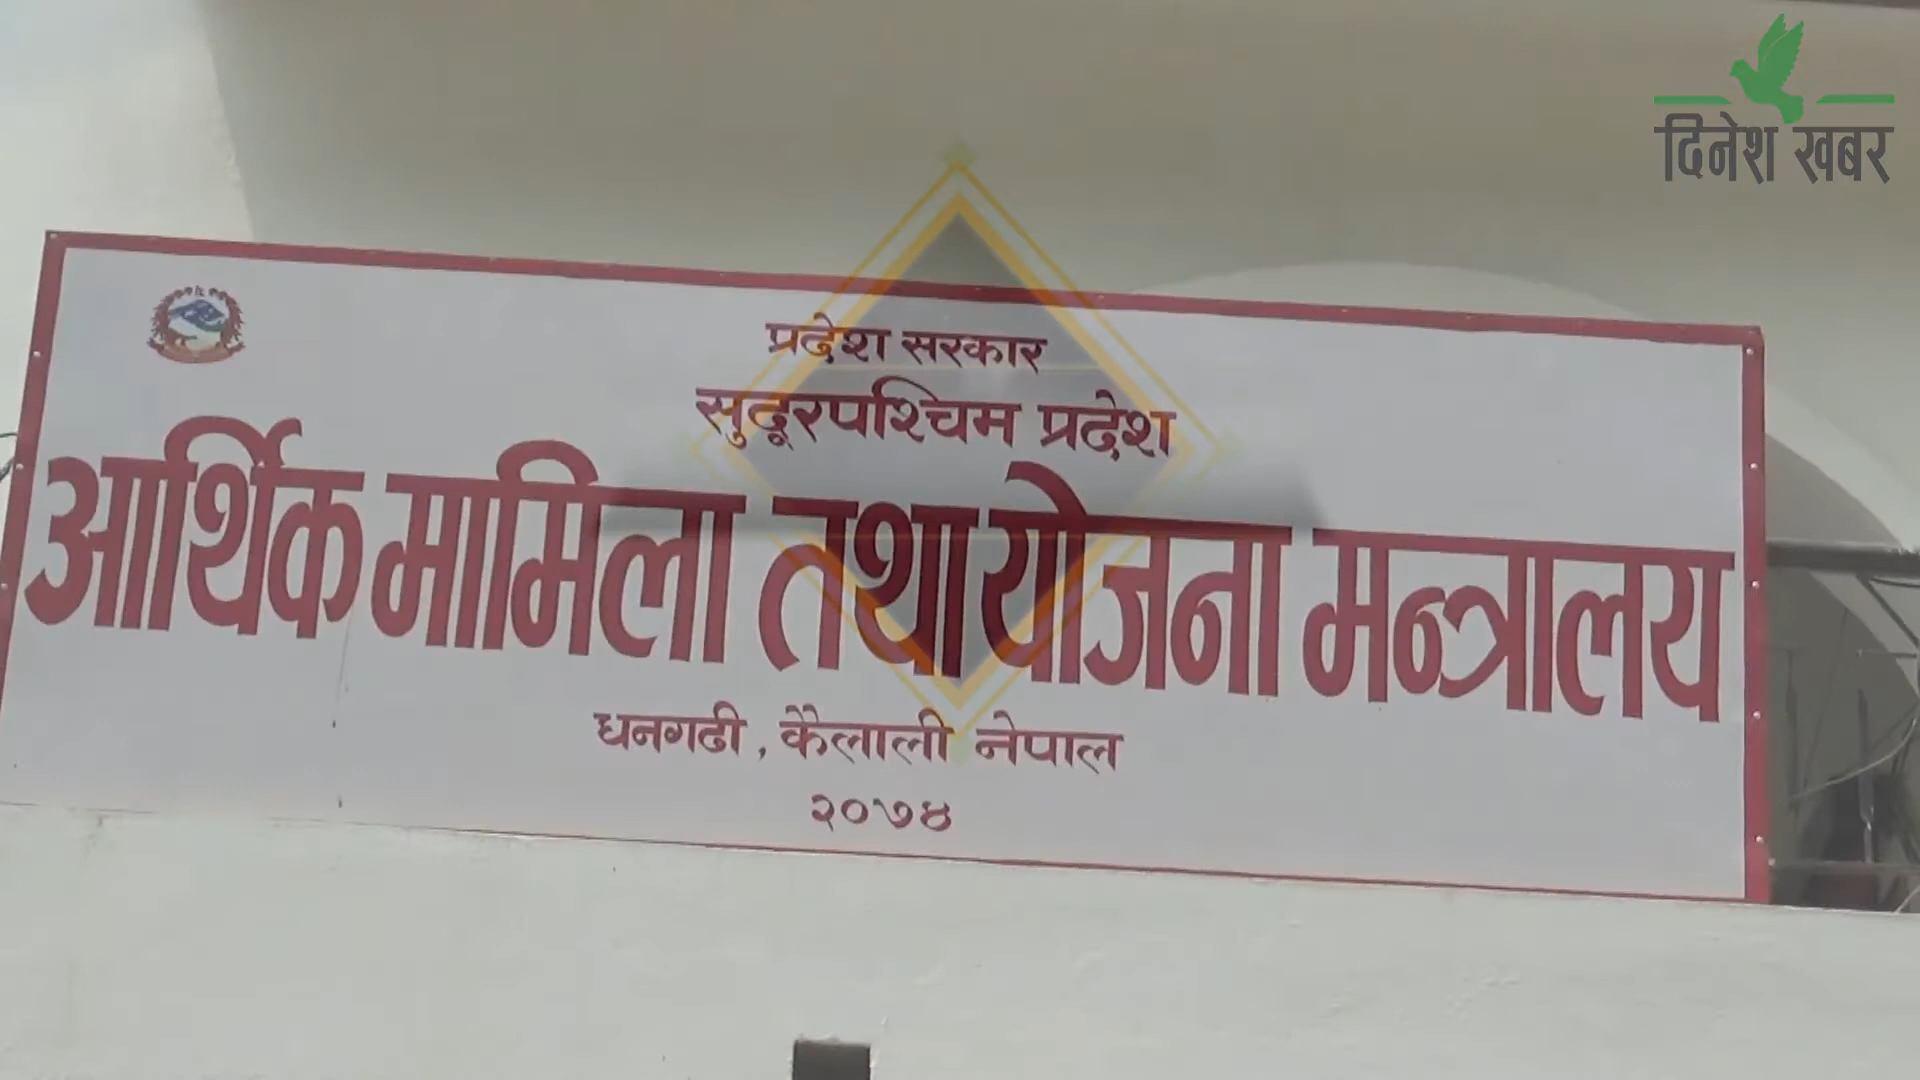 दिनेश खबर
प्रदेश सरकार
सुदूरपश्चिम प्रदेश
आर्थिक मामिला तथा योजना मन्त्रालय
धनगढी, कैलाली नेपाल
२०७४